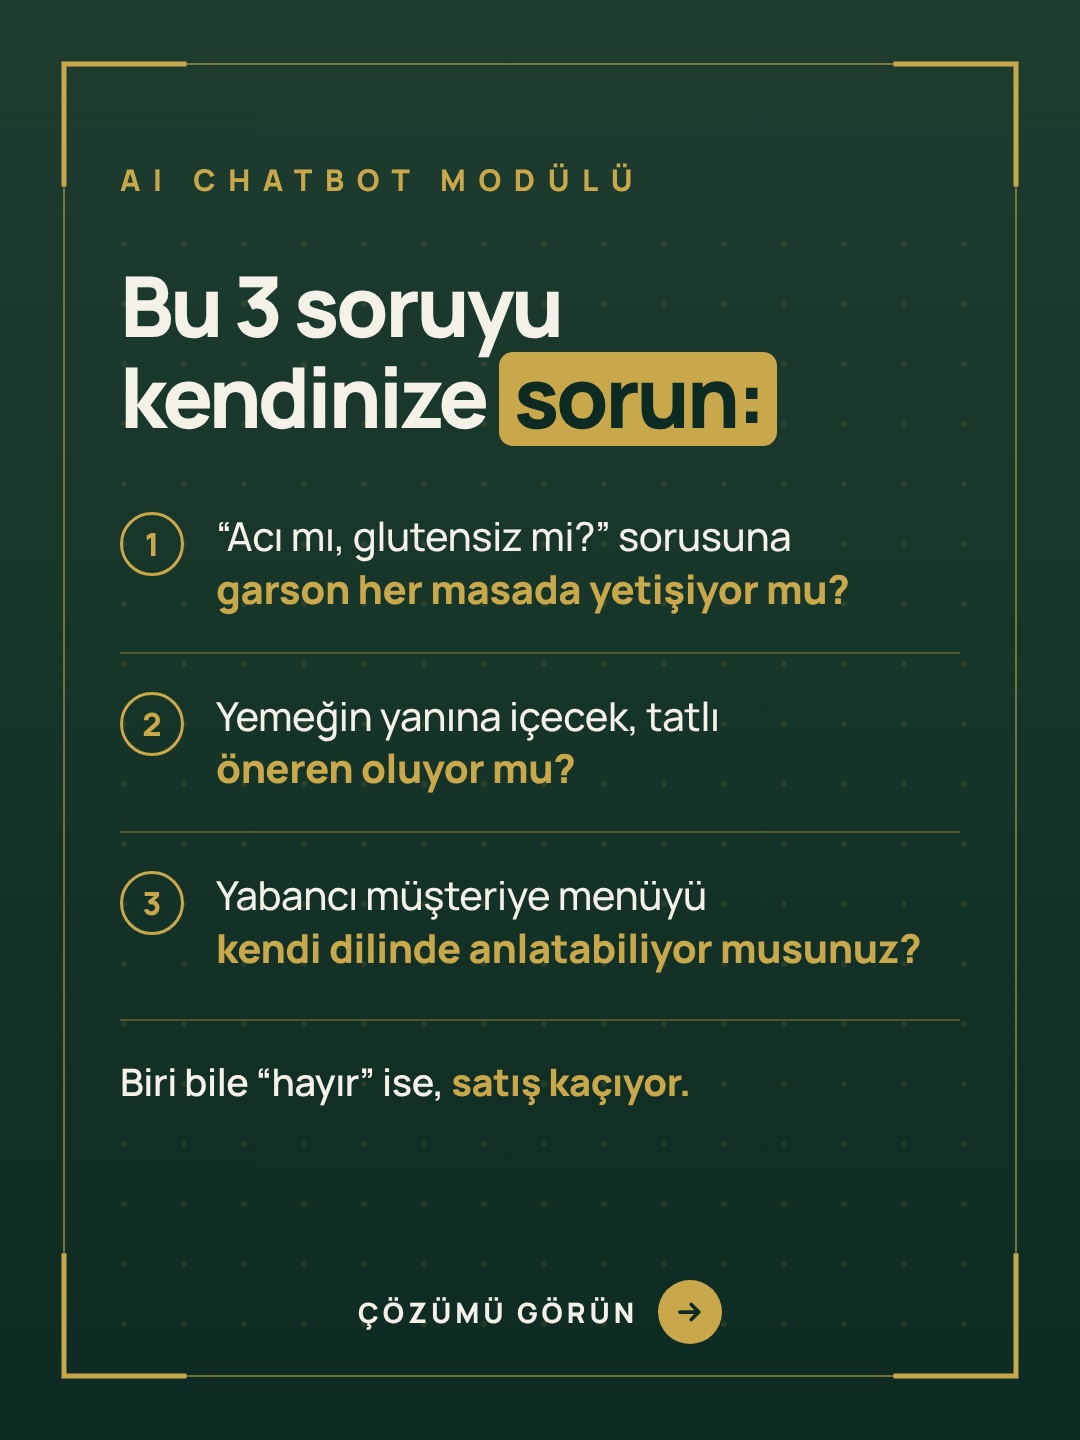 AI CHATBOT MODÜLÜ
Bu 3 soruyu
kendinize sorun:
1 “Acı mı, glutensiz mi?” sorusuna
garson her masada yetişiyor mu?
2 Yemeğin yanına içecek, tatlı
öneren oluyor mu?
3 Yabancı müşteriye menüyü
kendi dilinde anlatabiliyor musunuz?
Biri bile “hayır” ise, satış kaçıyor.
ÇÖZÜMÜ GÖRÜN →